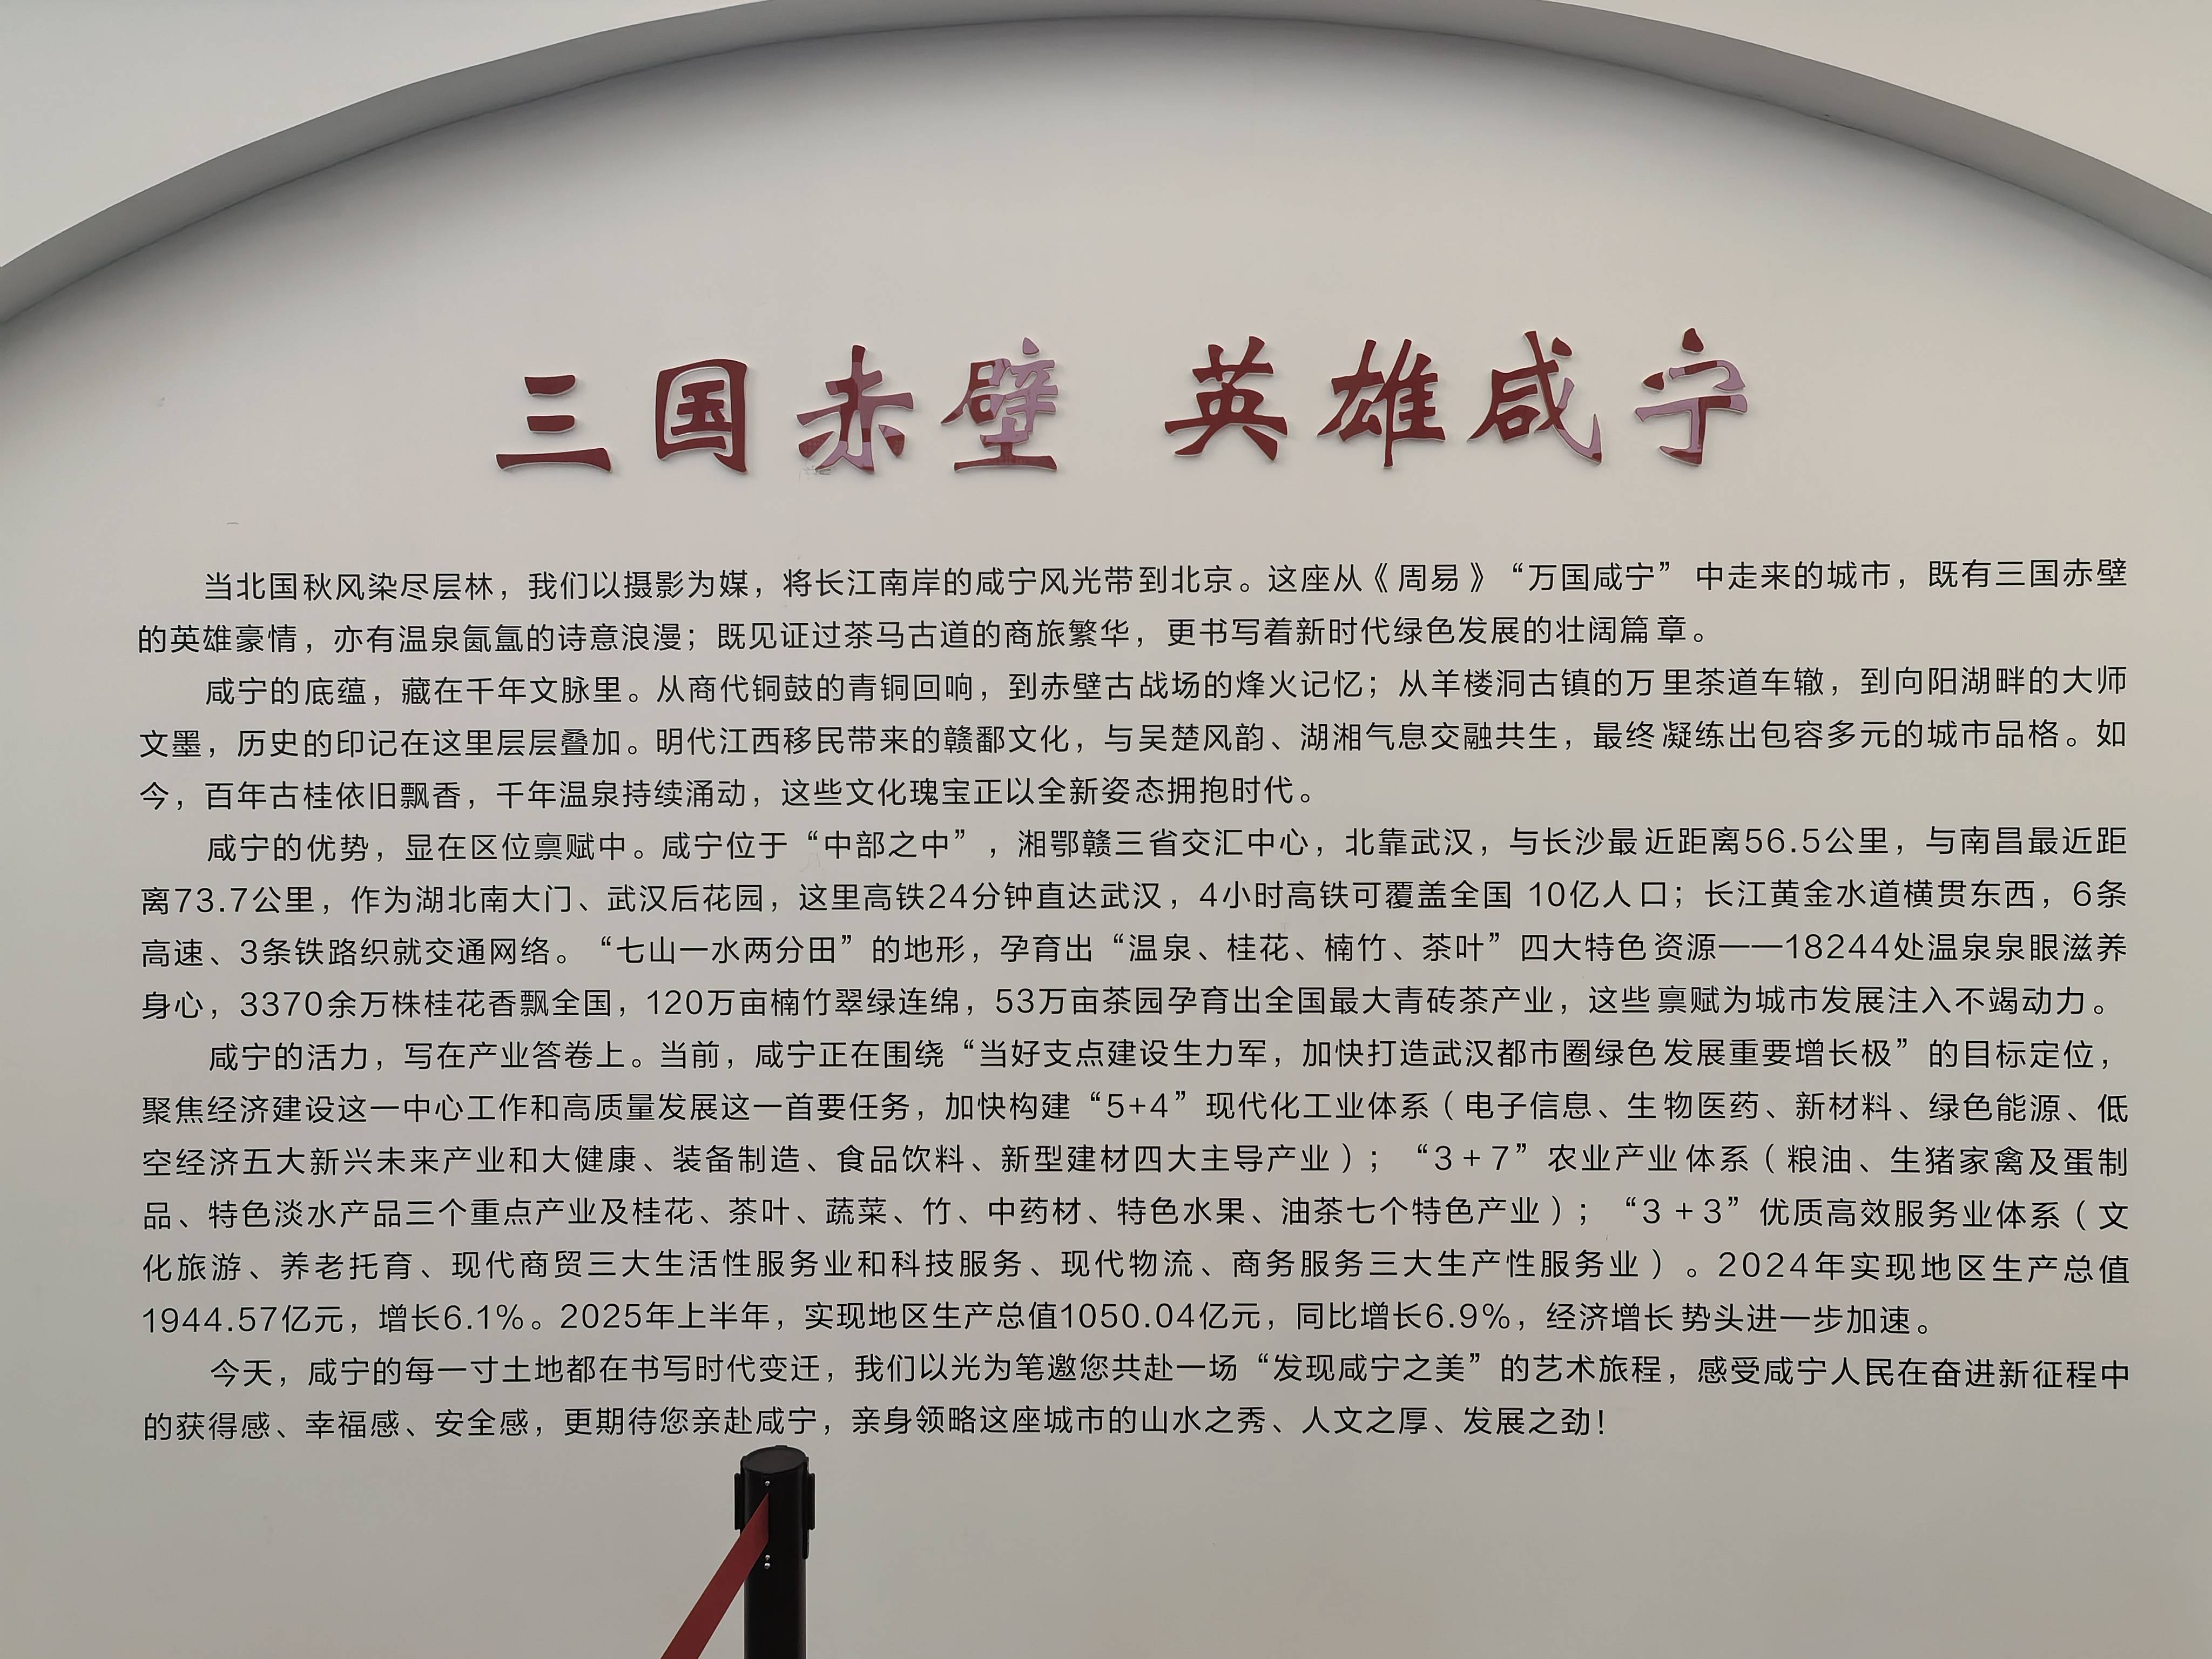 三国赤壁 英雄咸宁
当北国秋风染尽层林，我们以摄影为媒，将长江南岸的咸宁风光带到北京。这座从《周易》“万国咸宁”中走来的城市，既有三国赤壁
的英雄豪情，亦有温泉氤氲的诗意浪漫；既见证过茶马古道的商旅繁华，更书写着新时代绿色发展的壮阔篇章。
咸宁的底蕴，藏在千年文脉里。从商代铜鼓的青铜回响，到赤壁古战场的烽火记忆；从羊楼洞古镇的万里茶道车辙，到向阳湖畔的大师
文墨，历史的印记在这里层层叠加。明代江西移民带来的赣鄱文化，与吴楚风韵、湖湘气息交融共生，最终凝练出包容多元的城市品格。如
今，百年古桂依旧飘香，千年温泉持续涌动，这些文化瑰宝正以全新姿态拥抱时代。
咸宁的优势，显在区位禀赋中。咸宁位于“中部之中”，湘鄂赣三省交汇中心，北靠武汉，与长沙最近距离56.5公里，与南昌最近距
离73.7公里，作为湖北南大门、武汉后花园，这里高铁24分钟直达武汉，4小时高铁可覆盖全国10亿人口；长江黄金水道横贯东西，6条
高速、3条铁路织就交通网络。“七山一水两分田”的地形，孕育出“温泉、桂花、楠竹、茶叶”四大特色资源——18244处温泉泉眼滋养
身心，3370余万株桂花香飘全国，120万亩楠竹翠绿连绵，53万亩茶园孕育出全国最大青砖茶产业，这些禀赋为城市发展注入不竭动力。
咸宁的活力，写在产业答卷上。当前，咸宁正在围绕“当好支点建设生力军，加快打造武汉都市圈绿色发展重要增长极”的目标定位，
聚焦经济建设这一中心工作和高质量发展这一首要任务，加快构建“5+4”现代化工业体系（电子信息、生物医药、新材料、绿色能源、低
空经济五大新兴未来产业和大健康、装备制造、食品饮料、新型建材四大主导产业）；“3+7”农业产业体系（粮油、生猪家禽及蛋制
品、特色淡水产品三个重点产业及桂花、茶叶、蔬菜、竹、中药材、特色水果、油茶七个特色产业）；“3+3”优质高效服务业体系（文
化旅游、养老托育、现代商贸三大生活性服务业和科技服务、现代物流、商务服务三大生产性服务业）。2024年实现地区生产总值
1944.57亿元，增长6.1%。2025年上半年，实现地区生产总值1050.04亿元，同比增长6.9%，经济增长势头进一步加速。
今天，咸宁的每一寸土地都在书写时代变迁，我们以光为笔邀您共赴一场“发现咸宁之美”的艺术旅程，感受咸宁人民在奋进新征程中
的获得感、幸福感、安全感，更期待您亲赴咸宁，亲身领略这座城市的山水之秀、人文之厚、发展之劲！